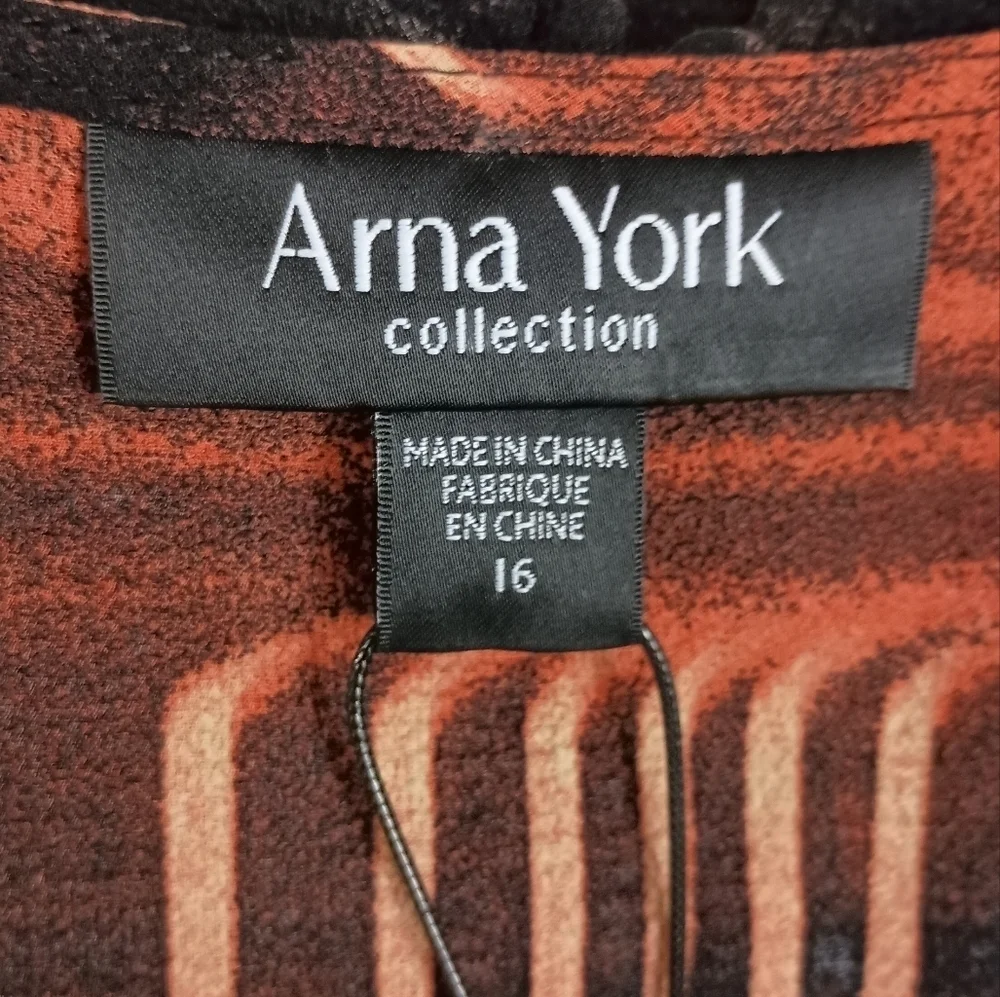 Arna York
collection
MADE IN CHINA
FABRIQUE
EN CHINE
16